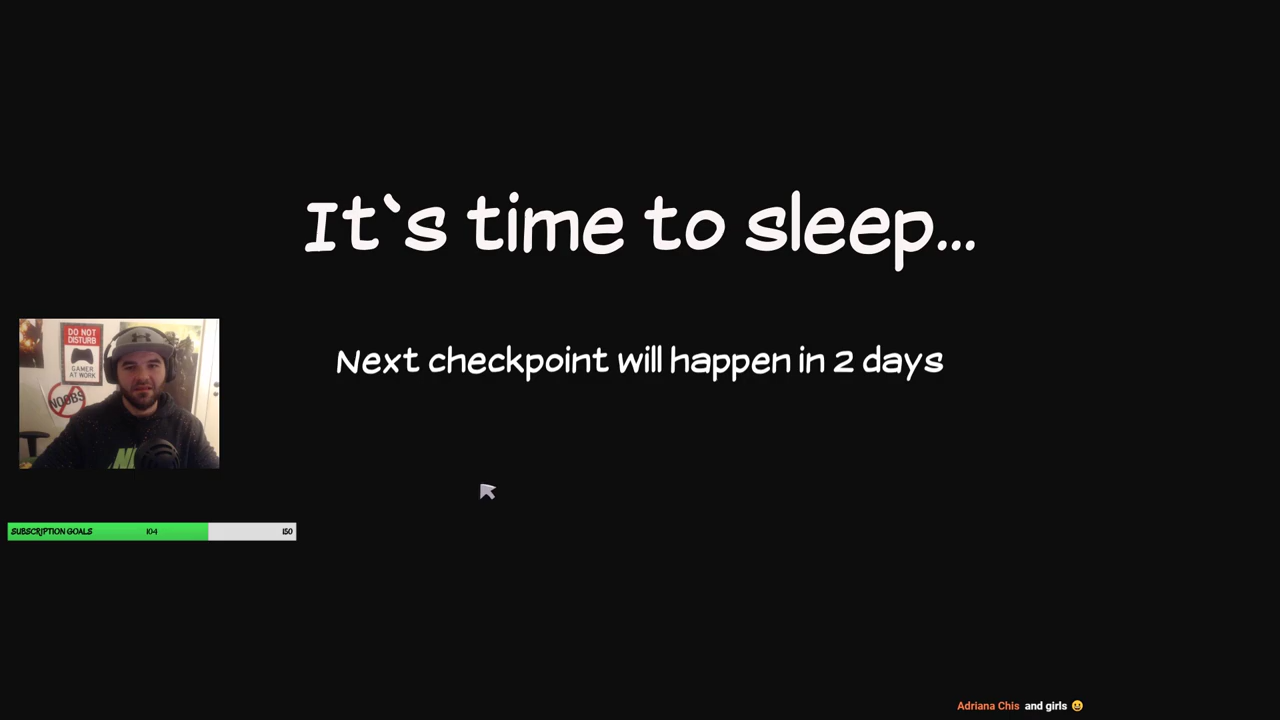 It`s time to sleep...
Next checkpoint will happen in 2 days
DO NOT
DISTURB
GAMER
AT WORK
NOOBS
SUBSCRIPTION GOALS 104 150
Adriana Chis and girls 😀